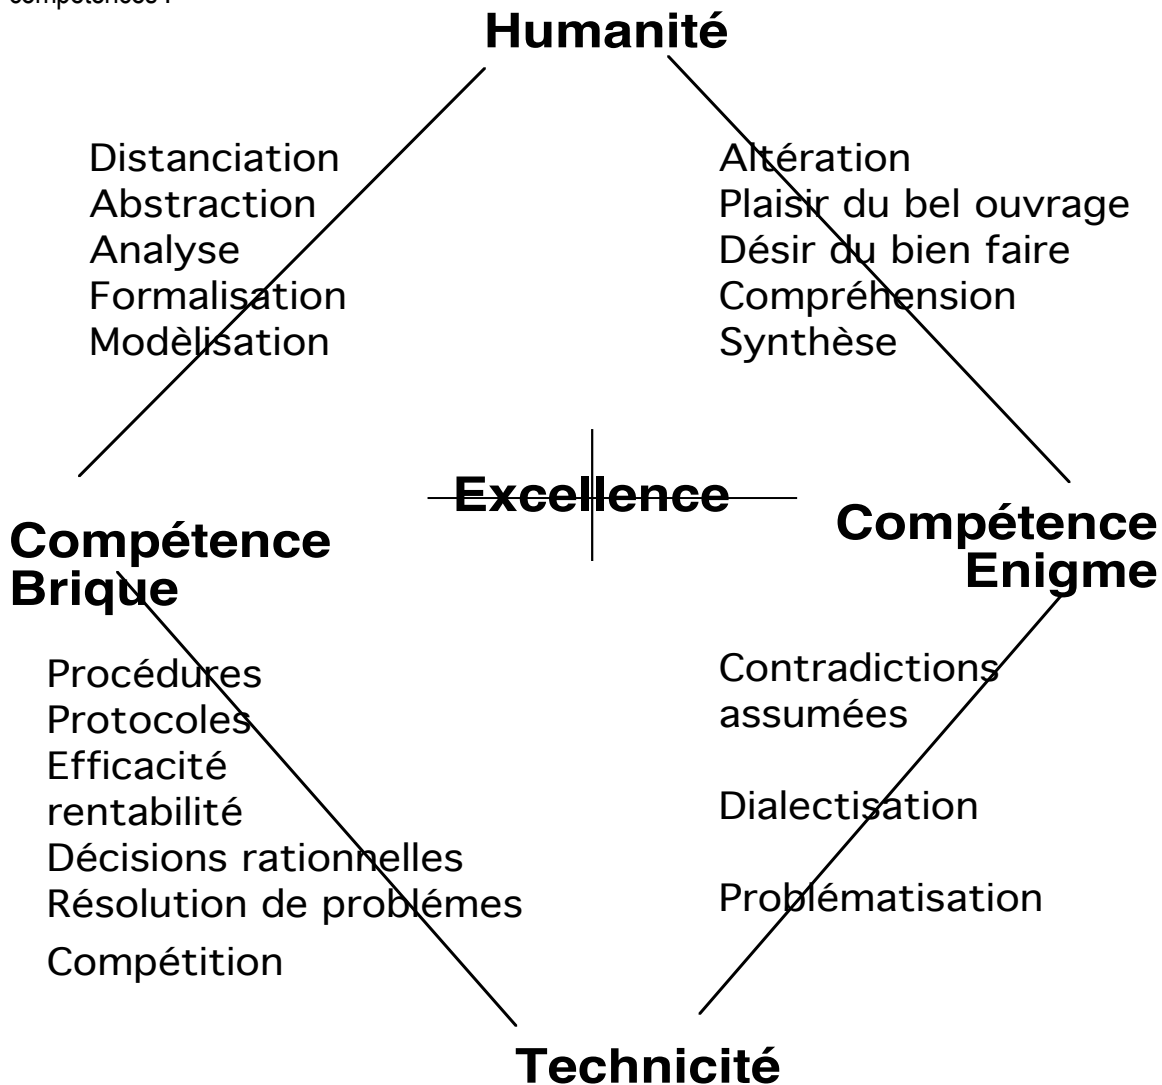 compétences :
Humanité
Distanciation
Abstraction
Analyse
Formalisation
Modèlisation
Altération
Plaisir du bel ouvrage
Désir du bien faire
Compréhension
Synthèse
Excellence
Compétence
Brique
Compétence
Enigme
Procédures
Protocoles
Efficacité
rentabilité
Décisions rationnelles
Résolution de problémes
Compétition
Contradictions
assumées
Dialectisation
Problématisation
Technicité